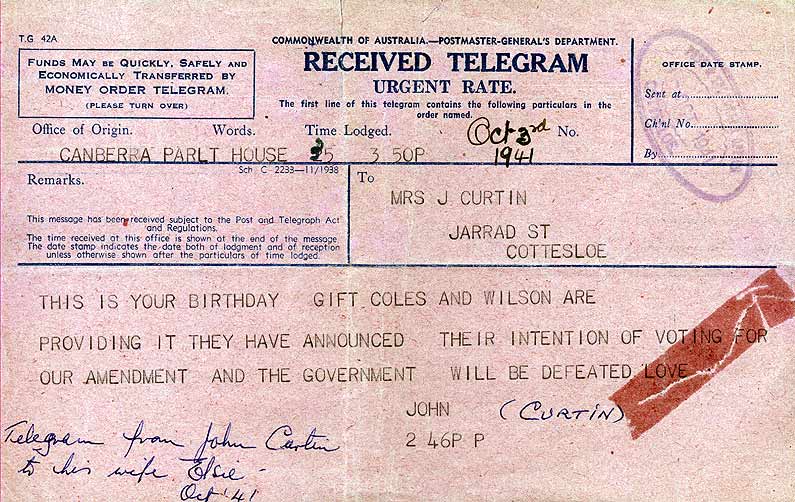 T.G. 42A
COMMONWEALTH OF AUSTRALIA.—POSTMASTER-GENERAL'S DEPARTMENT.
FUNDS MAY BE QUICKLY, SAFELY AND
ECONOMICALLY TRANSFERRED BY
MONEY ORDER TELEGRAM.
(PLEASE TURN OVER)
RECEIVED TELEGRAM
URGENT RATE.
The first line of this telegram contains the following particulars in the
order named.
OFFICE DATE STAMP.
Sent at
Ch'nl No.
By
Office of Origin. Words. Time Lodged. No.
Oct 3rd
1941
CANBERRA PARLT HOUSE 25 3 50P
Sch C - 2233-11/1938
Remarks.
This message has been received subject to the Post and Telegraph Act
and Regulations.
The time received at this office is shown at the end of the message
The date stamp indicates the date both of lodgment and of reception
unless otherwise shown after the particulars of time lodged.
To
MRS J CURTIN
JARRAD ST
COTTESLOE
THIS IS YOUR BIRTHDAY GIFT COLES AND WILSON ARE
PROVIDING IT THEY HAVE ANNOUNCED THEIR INTENTION OF VOTING FOR
OUR AMENDMENT AND THE GOVERNMENT WILL BE DEFEATED LOVE
JOHN (CURTIN)
2 46P P
Telegram from John Curtin
to his wife Elsie -
Oct '41